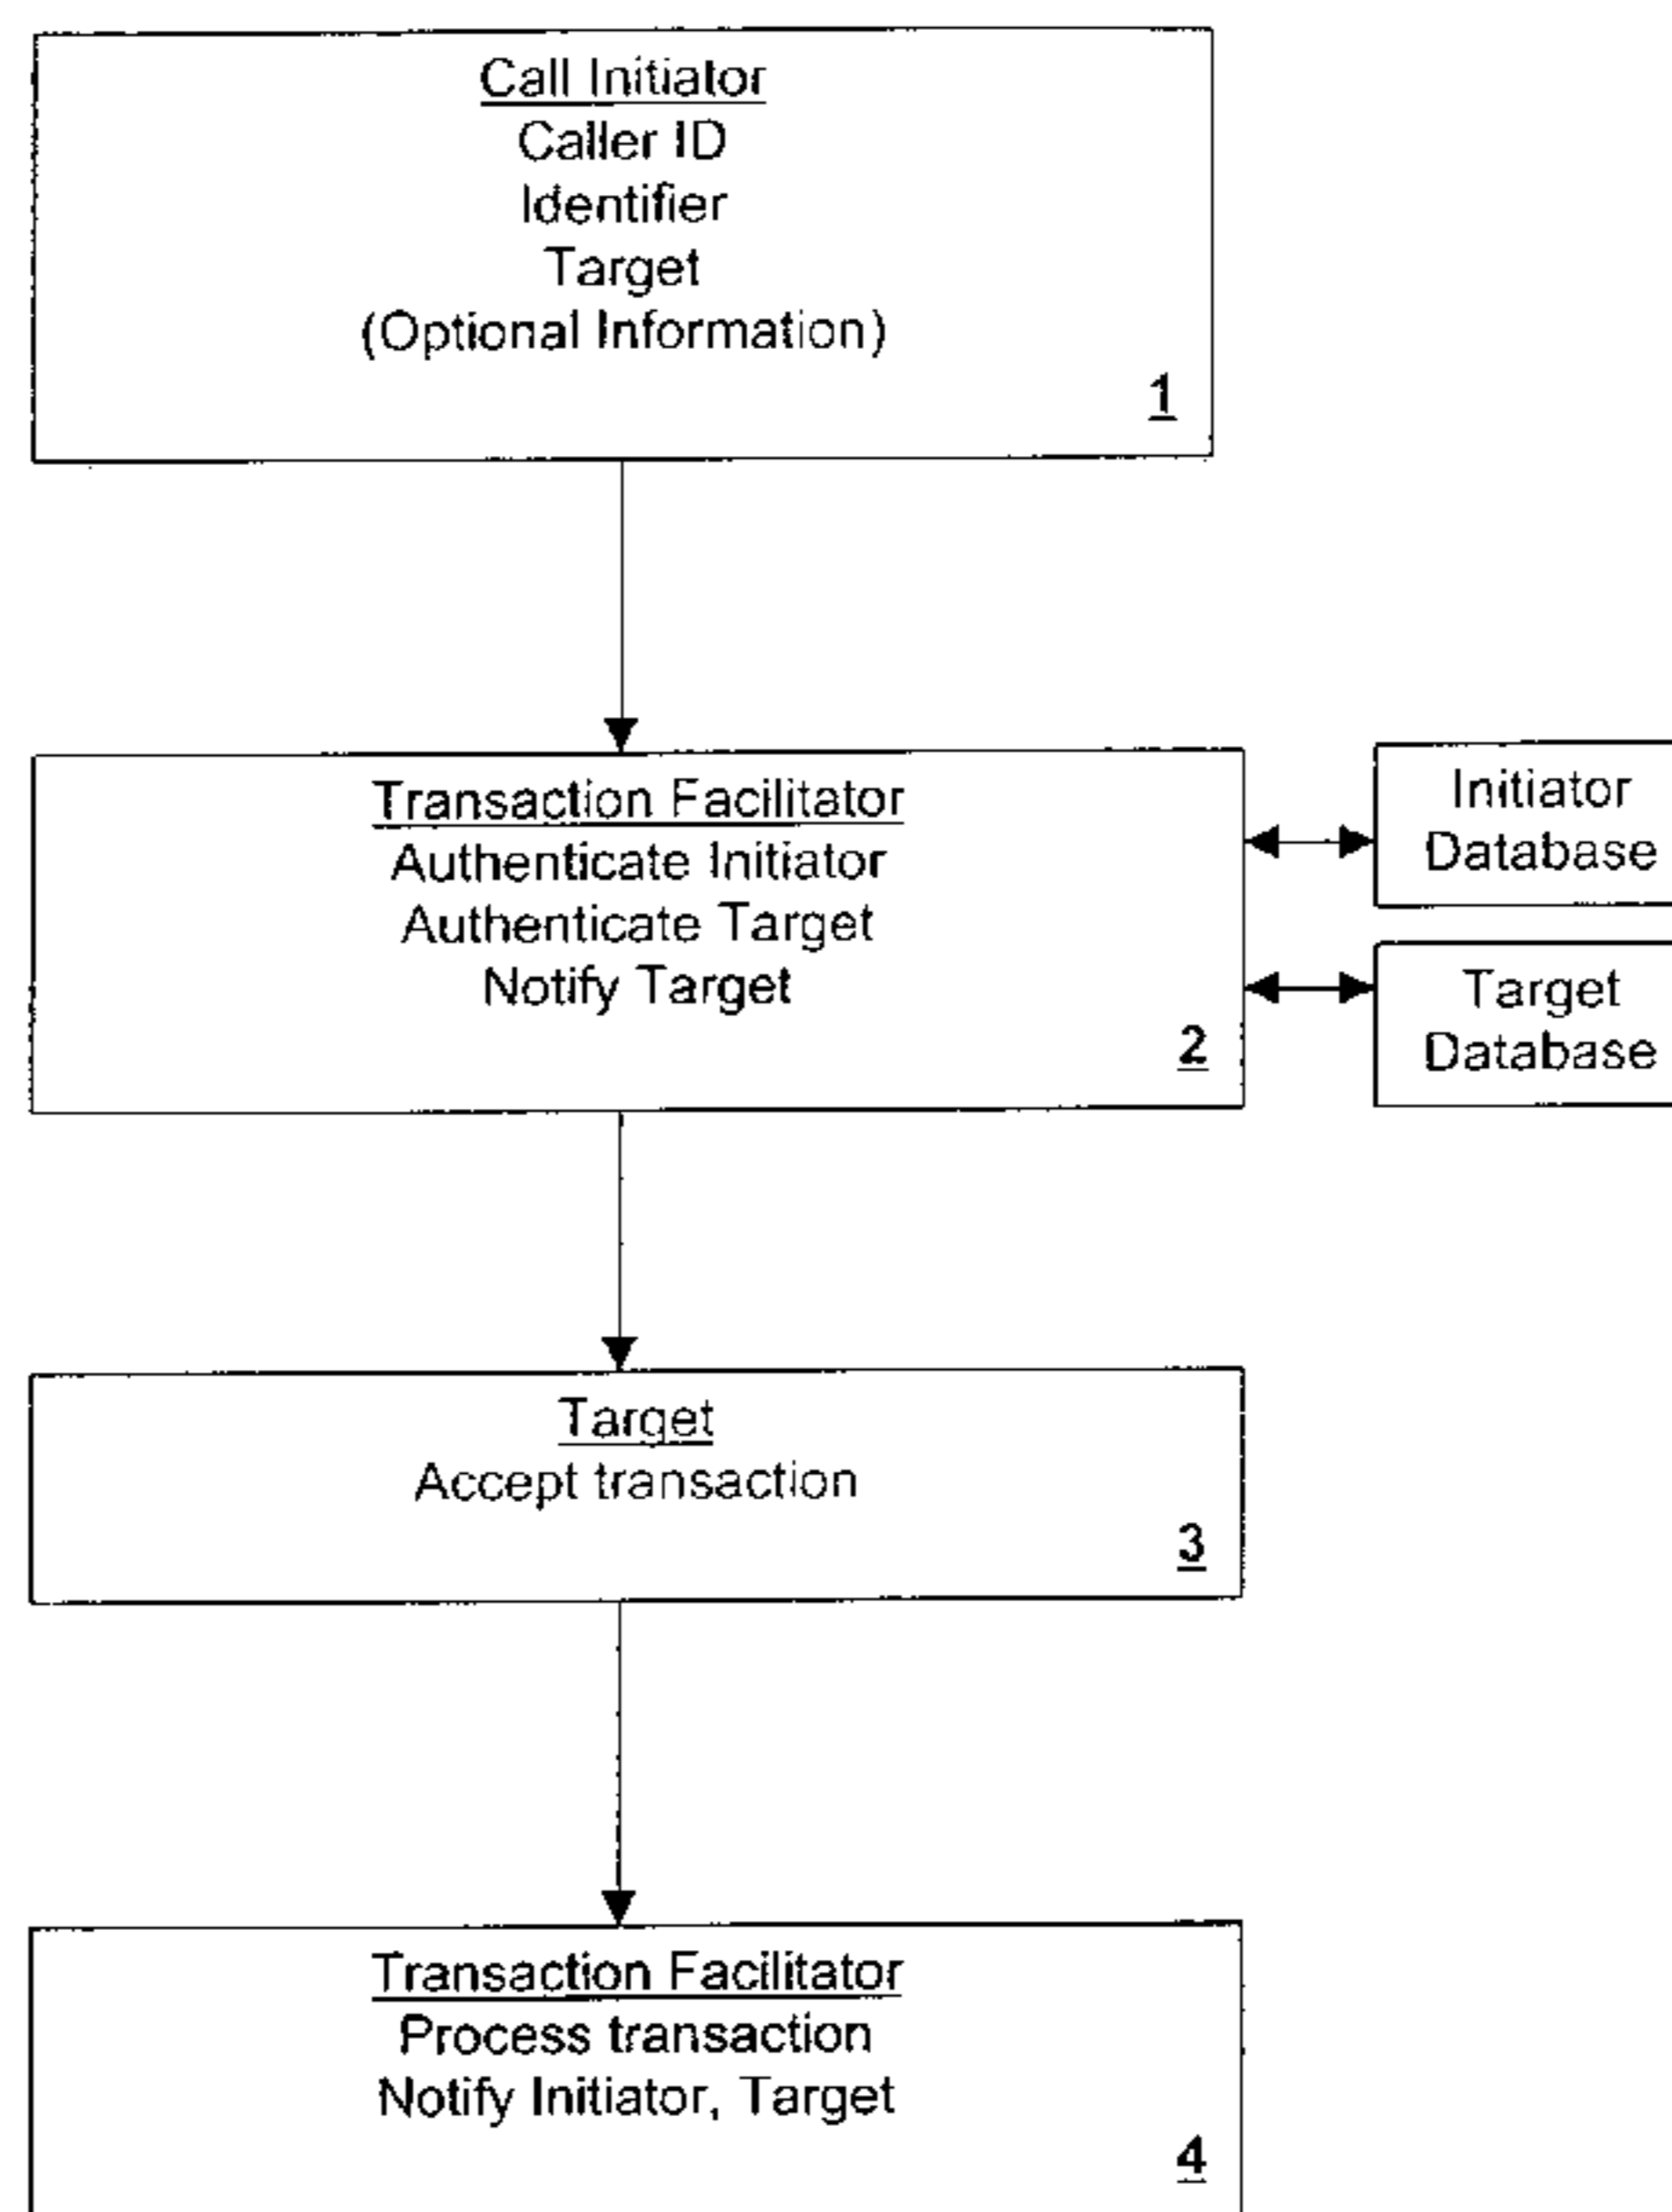 Call Initiator
Caller ID
Identifier
Target
(Optional Information)
1
Transaction Facilitator
Authenticate Initiator
Authenticate Target
Notify Target
2
Initiator
Database
Target
Database
Target
Accept transaction
3
Transaction Facilitator
Process transaction
Notify Initiator, Target
4